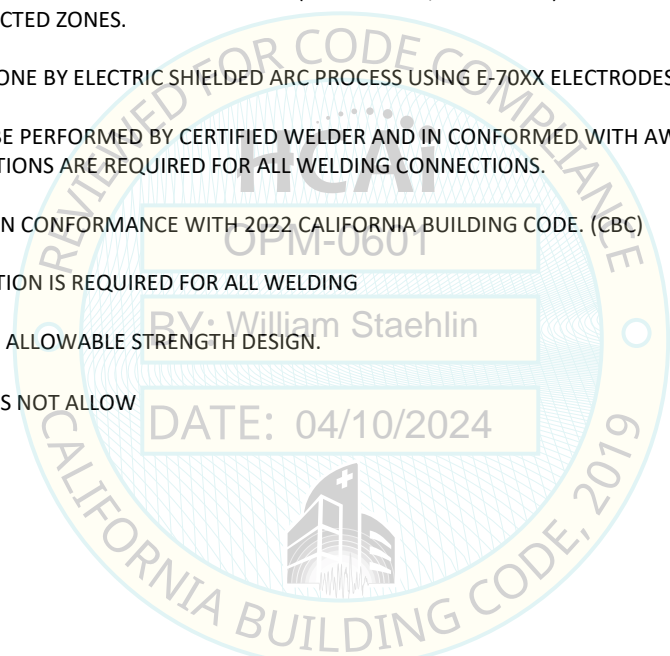 CTED ZONES.
ONE BY ELECTRIC SHIELDED ARC PROCESS USING E-70XX ELECTRODES
BE PERFORMED BY CERTIFIED WELDER AND IN CONFORMED WITH AW
TIONS ARE REQUIRED FOR ALL WELDING CONNECTIONS.
N CONFORMANCE WITH 2022 CALIFORNIA BUILDING CODE. (CBC)
TION IS REQUIRED FOR ALL WELDING
ALLOWABLE STRENGTH DESIGN.
S NOT ALLOW
REVIEWED FOR CODE COMPLIANCE
HCAi
OPM-0601
BY: William Staehlin
DATE: 04/10/2024
CALIFORNIA BUILDING CODE, 2019